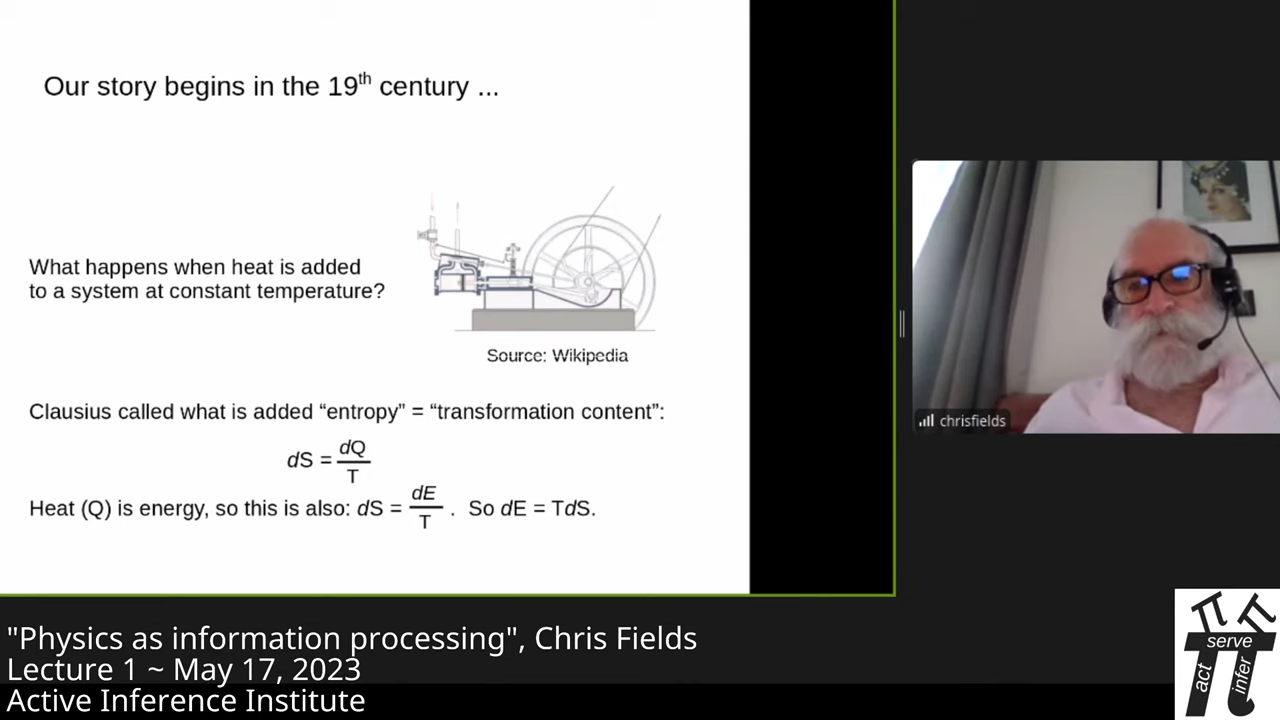 Our story begins in the 19th century ...
What happens when heat is added
to a system at constant temperature?
Source: Wikipedia
Clausius called what is added “entropy” = “transformation content”:
dS = dQ/T
Heat (Q) is energy, so this is also: dS = dE/T . So dE = TdS.
chrisfields
"Physics as information processing", Chris Fields
Lecture 1 ~ May 17, 2023
Active Inference Institute
serve
act
infer